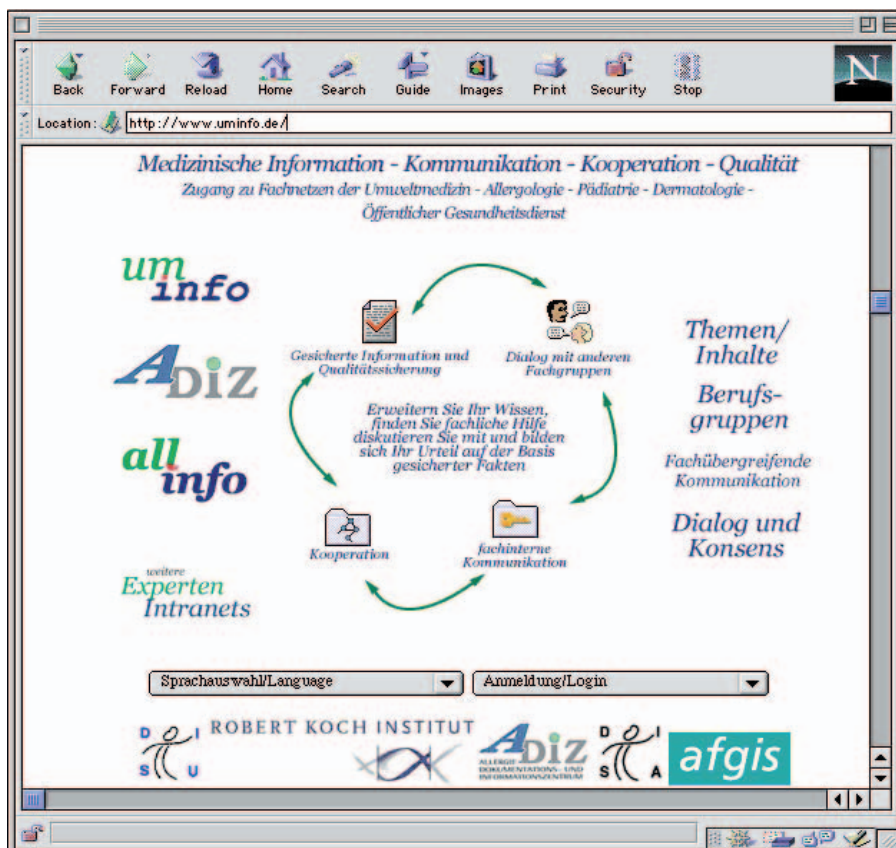 Back Forward Reload Home Search Guide Images Print Security Stop
N
Location: http://www.uminfo.de/
Medizinische Information - Kommunikation - Kooperation - Qualität
Zugang zu Fachnetzen der Umweltmedizin - Allergologie - Pädiatrie - Dermatologie -
Öffentlicher Gesundheitsdienst
um
info
ADIZ
all
info
weitere
Experten
Intranets
Gesicherte Information und
Qualitätssicherung
Dialog mit anderen
Fachgruppen
Erweitern Sie Ihr Wissen,
finden Sie fachliche Hilfe
diskutieren Sie mit und bilden
sich Ihr Urteil auf der Basis
gesicherter Fakten
Kooperation
fachinterne
Kommunikation
Themen/
Inhalte
Berufs-
gruppen
Fachübergreifende
Kommunikation
Dialog und
Konsens
Sprachauswahl/Language
Anmeldung/Login
D I
S U
ROBERT KOCH INSTITUT
ADIZ
ALLERGIE
DOKUMENTATIONS- UND
INFORMATIONSZENTRUM
D I
S A
afgis